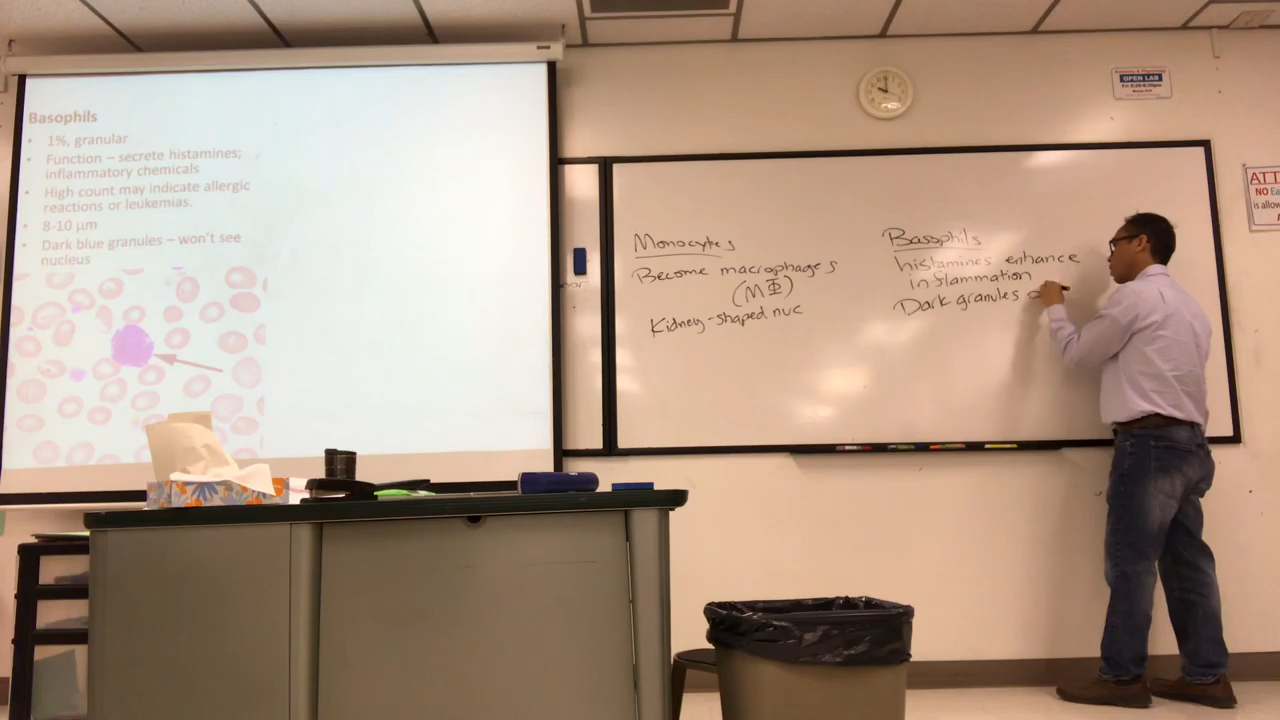 Basophils
• 1%, granular
• Function – secrete histamines;
inflammatory chemicals
• High count may indicate allergic
reactions or leukemias.
• 8-10 µm
• Dark blue granules – won't see
nucleus
Monocytes
Become macrophages
(MΦ)
Kidney-shaped nuc
Basophils
histamines enhance
inflammation
Dark granules
OPEN LAB
ATT
NO Ea
is allow